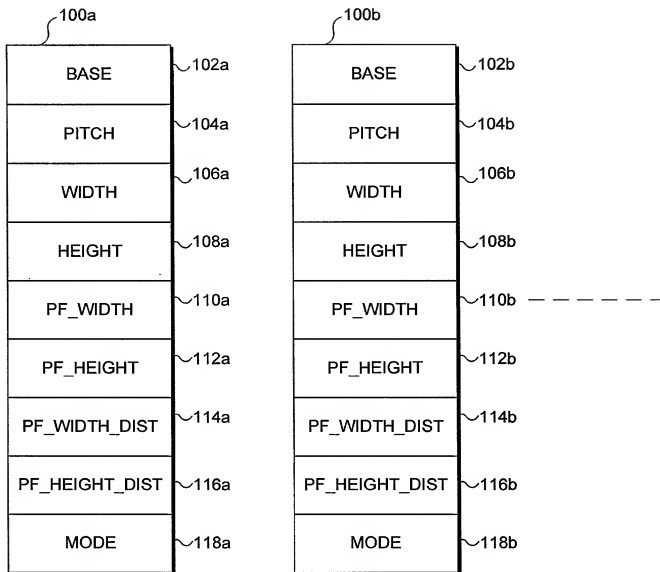 100a 100b
BASE 102a BASE 102b
PITCH 104a PITCH 104b
WIDTH 106a WIDTH 106b
HEIGHT 108a HEIGHT 108b
PF_WIDTH 110a PF_WIDTH 110b
PF_HEIGHT 112a PF_HEIGHT 112b
PF_WIDTH_DIST 114a PF_WIDTH_DIST 114b
PF_HEIGHT_DIST 116a PF_HEIGHT_DIST 116b
MODE 118a MODE 118b